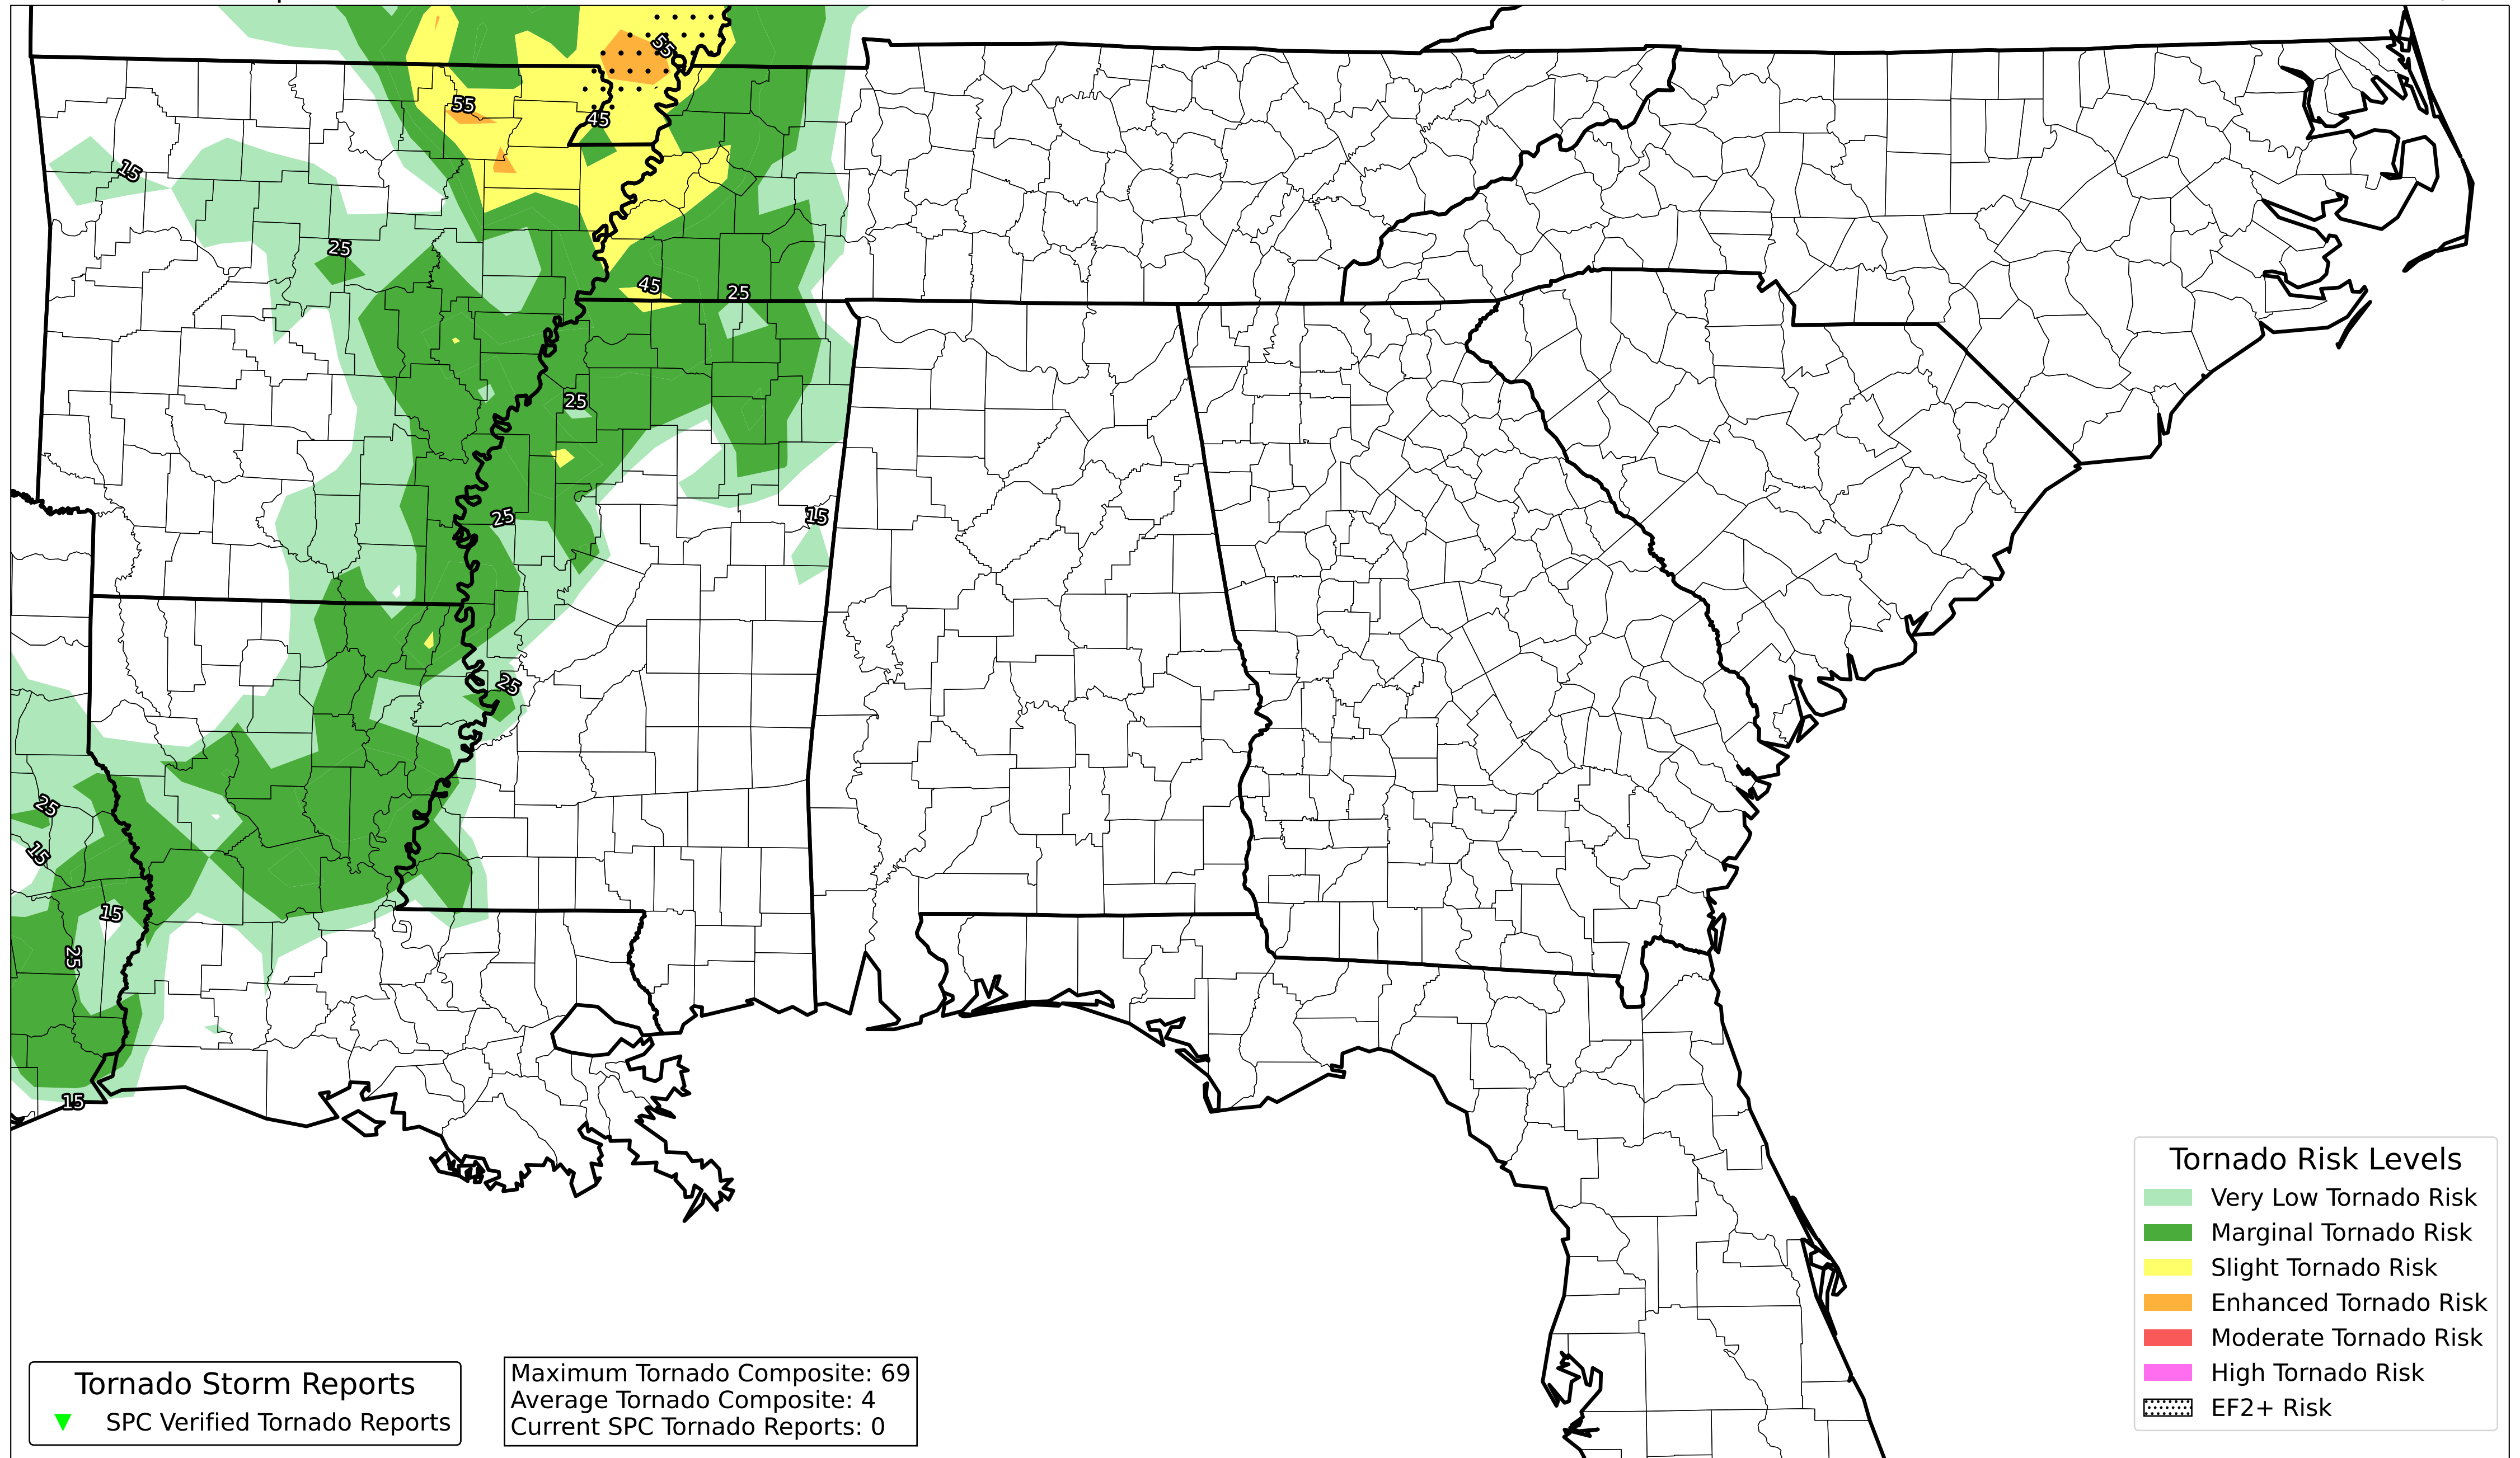 55
55
45
15
25
45
25
25
25
15
25
25
15
15
25
15
Tornado Risk Levels
Very Low Tornado Risk
Marginal Tornado Risk
Slight Tornado Risk
Enhanced Tornado Risk
Moderate Tornado Risk
High Tornado Risk
EF2+ Risk
Tornado Storm Reports
SPC Verified Tornado Reports
Maximum Tornado Composite: 69
Average Tornado Composite: 4
Current SPC Tornado Reports: 0